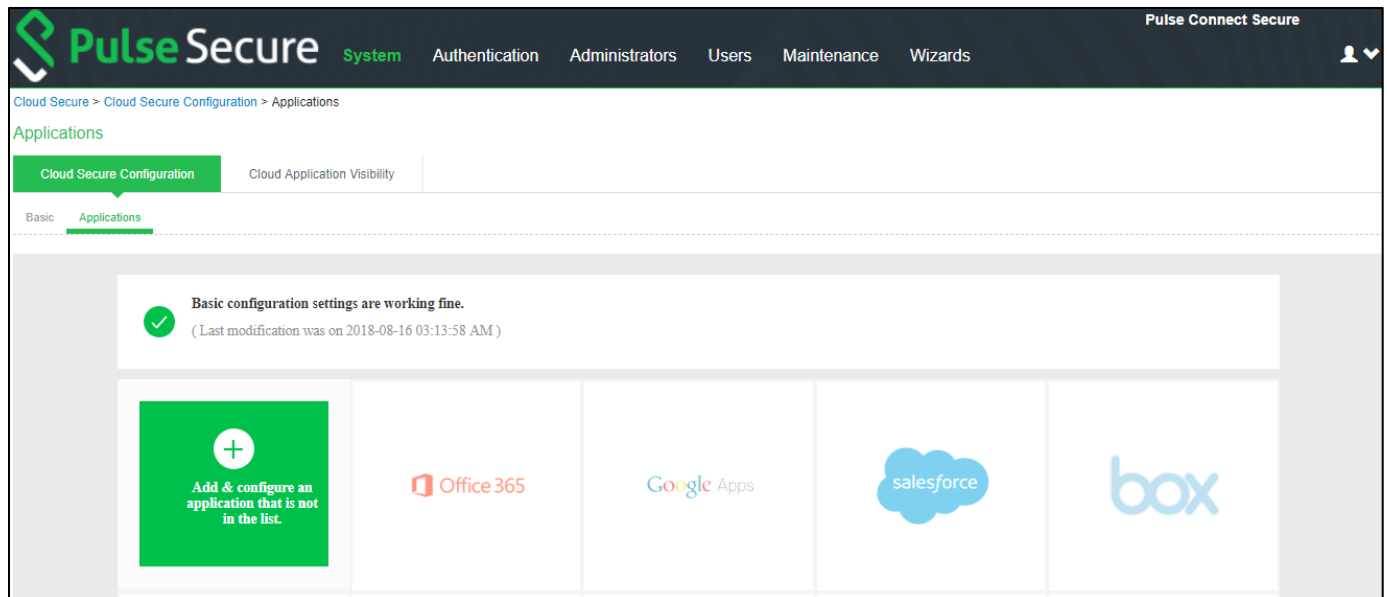 Pulse Connect Secure
Pulse Secure System Authentication Administrators Users Maintenance Wizards
Cloud Secure > Cloud Secure Configuration > Applications
Applications
Cloud Secure Configuration Cloud Application Visibility
Basic Applications
Basic configuration settings are working fine.
( Last modification was on 2018-08-16 03:13:58 AM )
Add & configure an
application that is not
in the list.
Office 365
Google Apps
salesforce
box